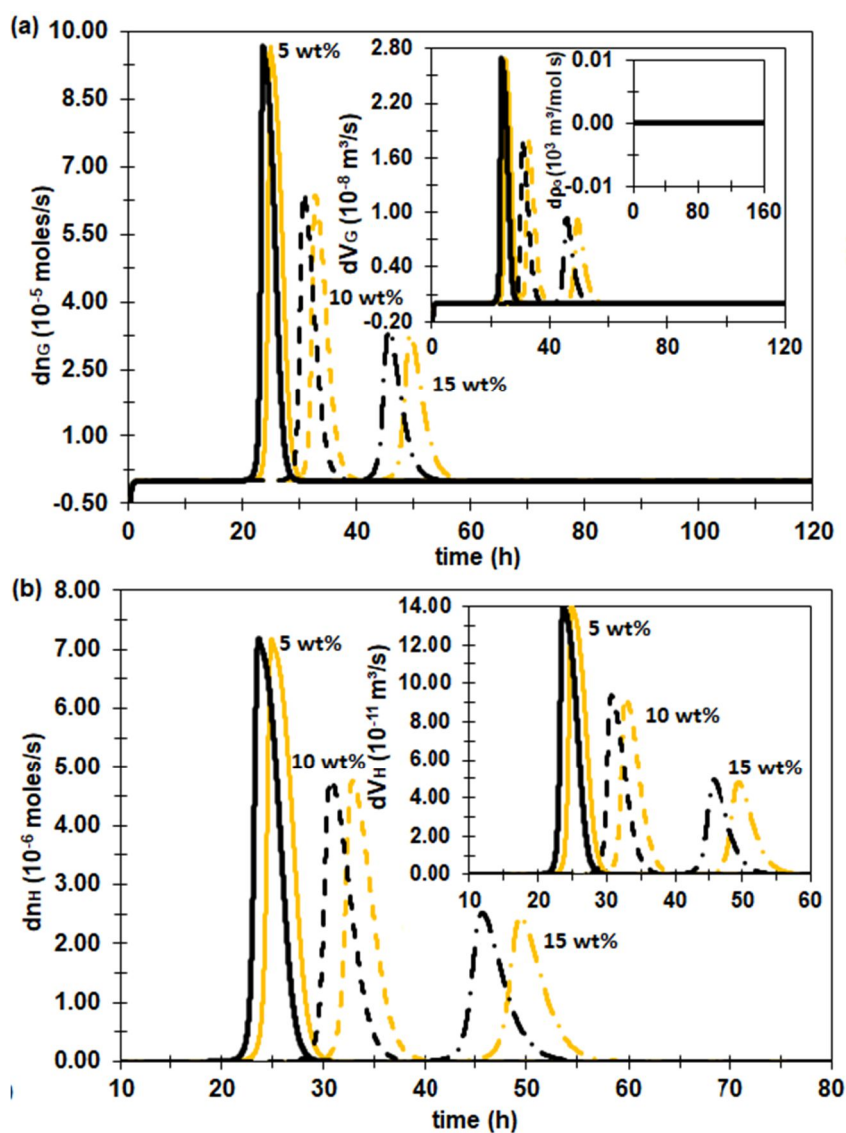 (a)
10.00
8.50
7.00
5.50
4.00
2.50
1.00
-0.50
dnG (10-5 moles/s)
0 20 40 60 80 100 120
time (h)
5 wt%
10 wt%
15 wt%
2.80
2.20
1.60
1.00
0.40
-0.20
dVG (10-8 m³/s)
0 40 80 120
0.01
0.00
-0.01
dρG (10³ m³/mol s)
0 80 160
(b)
8.00
7.00
6.00
5.00
4.00
3.00
2.00
1.00
0.00
dnH (10-6 moles/s)
10 20 30 40 50 60 70 80
time (h)
5 wt%
10 wt%
15 wt%
14.00
12.00
10.00
8.00
6.00
4.00
2.00
0.00
dVH (10-11 m³/s)
10 20 30 40 50 60
5 wt%
10 wt%
15 wt%